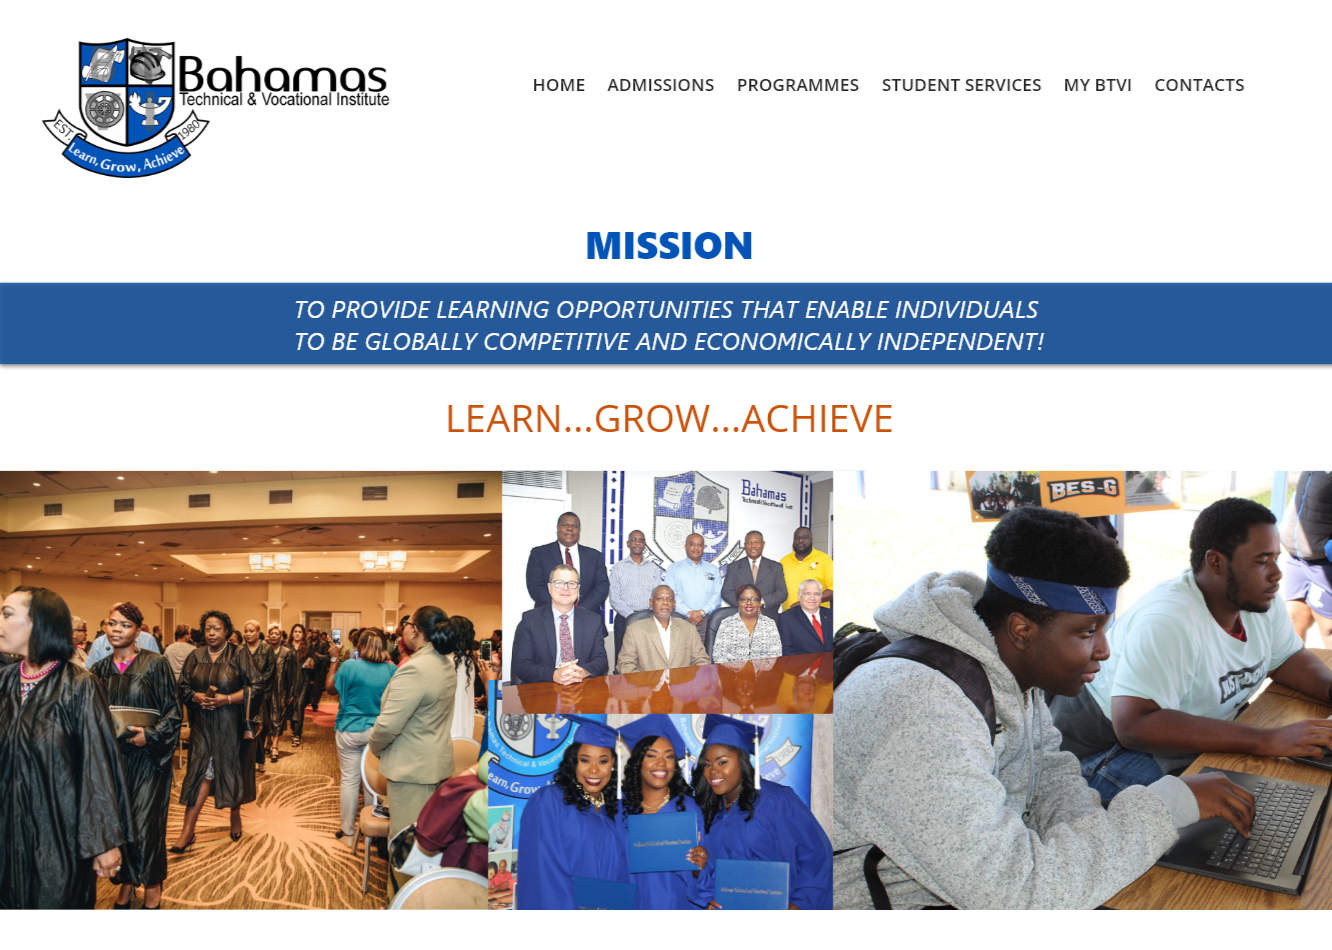 Bahamas
Technical & Vocational Institute
EST. 1980
Learn, Grow, Achieve
HOME ADMISSIONS PROGRAMMES STUDENT SERVICES MY BTVI CONTACTS
MISSION
TO PROVIDE LEARNING OPPORTUNITIES THAT ENABLE INDIVIDUALS
TO BE GLOBALLY COMPETITIVE AND ECONOMICALLY INDEPENDENT!
LEARN...GROW...ACHIEVE
Bahamas
BES-G